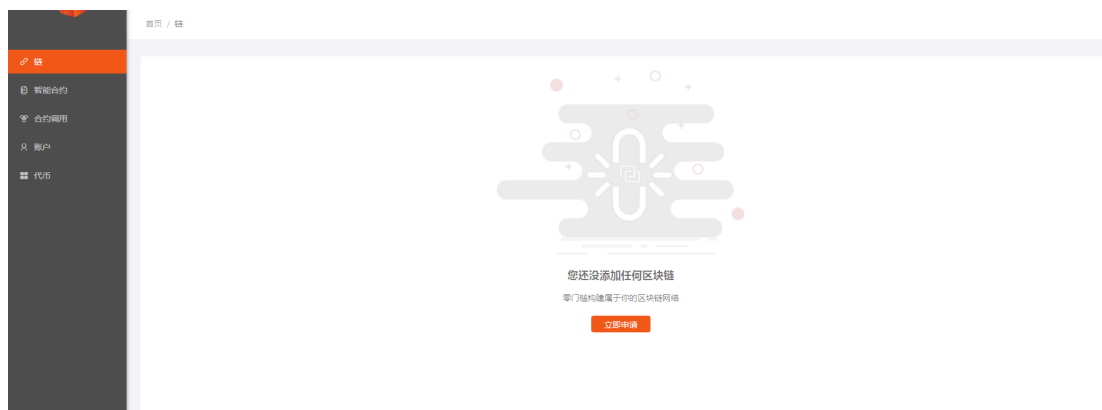 首页 / 链
链
智能合约
合约调用
账户
代币
您还没添加任何区块链
零门槛构建属于你的区块链网络
立即申请